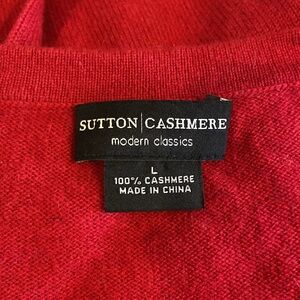 SUTTON|CASHMERE
modern classics
L
100% CASHMERE
MADE IN CHINA